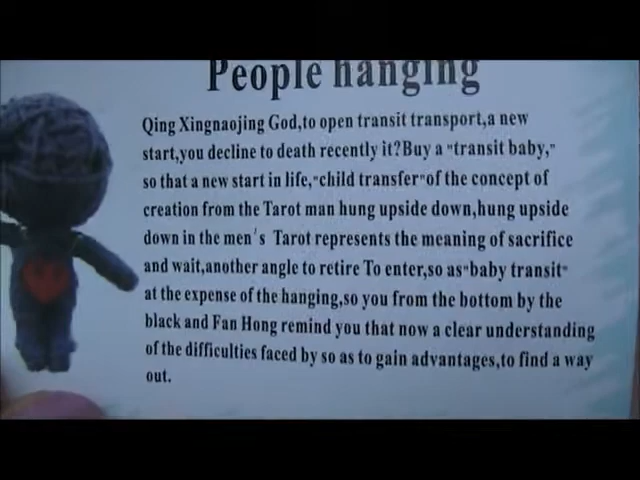 People hanging
Qing Xingnaojing God,to open transit transport,a new
start,you decline to death recently it?Buy a "transit baby,"
so that a new start in life,"child transfer"of the concept of
creation from the Tarot man hung upside down,hung upside
down in the men's Tarot represents the meaning of sacrifice
and wait,another angle to retire To enter,so as"baby transit"
at the expense of the hanging,so you from the bottom by the
black and Fan Hong remind you that now a clear understanding
of the difficulties faced by so as to gain advantages,to find a way
out.